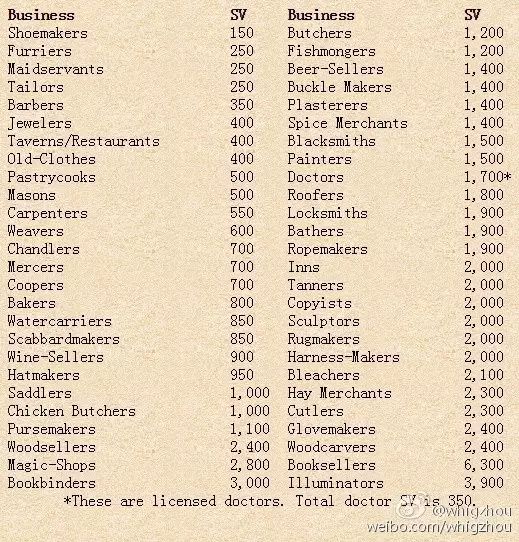 Business SV Business SV
Shoemakers 150 Butchers 1,200
Furriers 250 Fishmongers 1,200
Maidservants 250 Beer-Sellers 1,400
Tailors 250 Buckle Makers 1,400
Barbers 350 Plasterers 1,400
Jewelers 400 Spice Merchants 1,400
Taverns/Restaurants 400 Blacksmiths 1,500
Old-Clothes 400 Painters 1,500
Pastrycooks 500 Doctors 1,700*
Masons 500 Roofers 1,800
Carpenters 550 Locksmiths 1,900
Weavers 600 Bathers 1,900
Chandlers 700 Ropemakers 1,900
Mercers 700 Inns 2,000
Coopers 700 Tanners 2,000
Bakers 800 Copyists 2,000
Watercarriers 850 Sculptors 2,000
Scabbardmakers 850 Rugmakers 2,000
Wine-Sellers 900 Harness-Makers 2,000
Hatmakers 950 Bleachers 2,100
Saddlers 1,000 Hay Merchants 2,300
Chicken Butchers 1,000 Cutlers 2,300
Pursemakers 1,100 Glovemakers 2,400
Woodsellers 2,400 Woodcarvers 2,400
Magic-Shops 2,800 Booksellers 6,300
Bookbinders 3,000 Illuminators 3,900
*These are licensed doctors. Total doctor SV is 350.
@whigzhou
weibo.com/whigzhou